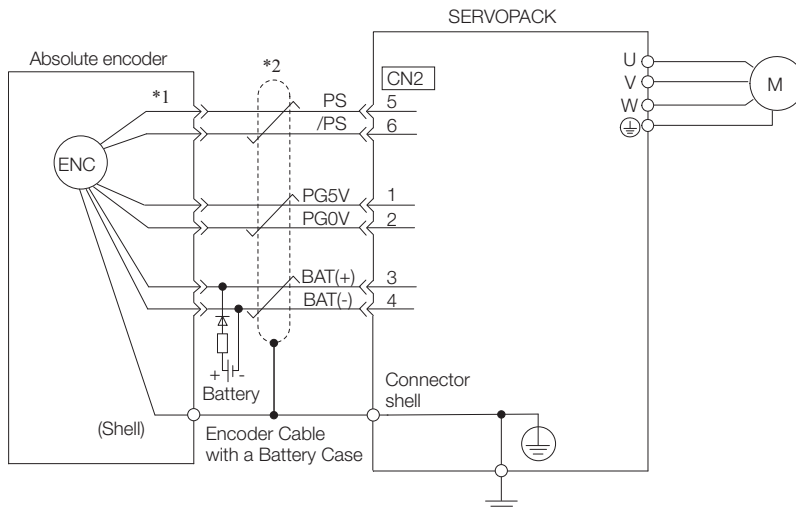 SERVOPACK
Absolute encoder
*2
CN2
U
V
W
M
*1
PS
5
/PS
6
ENC
PG5V
1
PG0V
2
BAT(+)
3
BAT(-)
4
+
-
Battery
Connector
shell
(Shell)
Encoder Cable
with a Battery Case